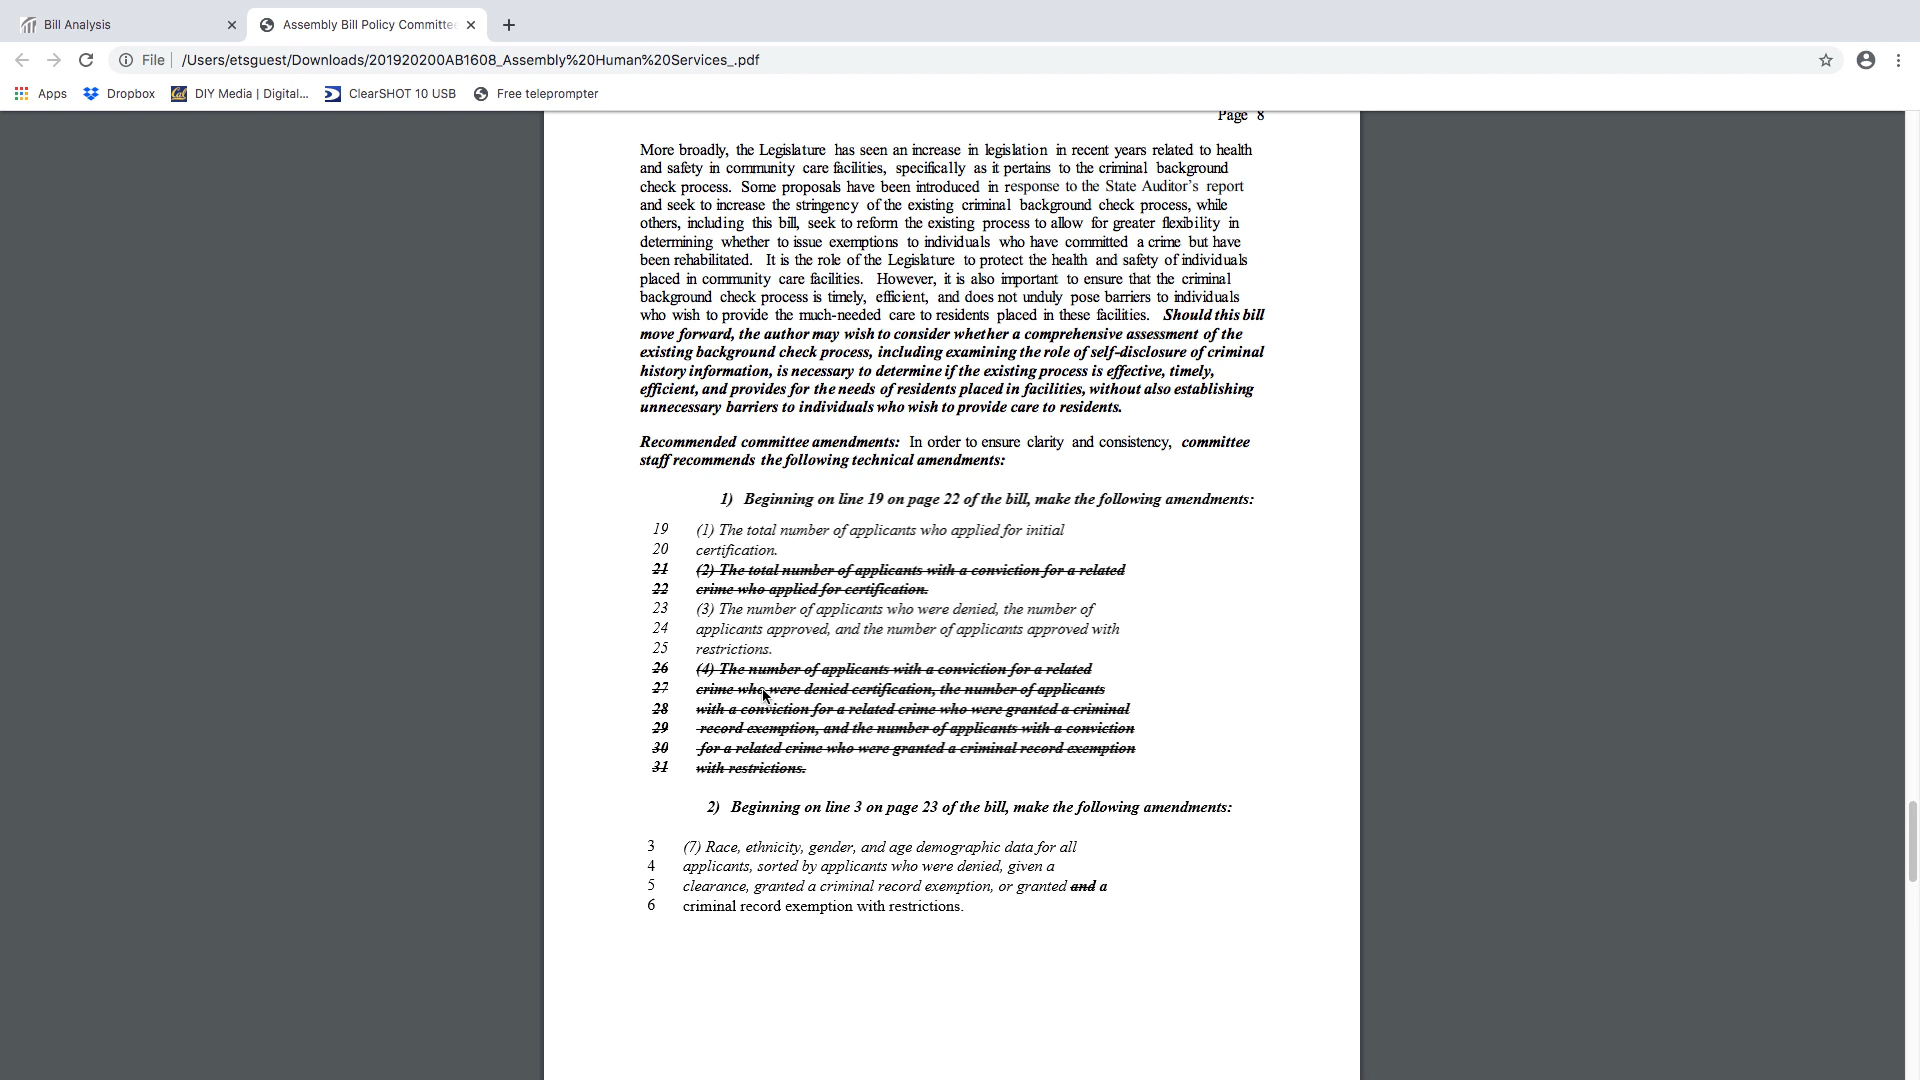 Bill Analysis
Assembly Bill Policy Committe
File /Users/etsguest/Downloads/201920200AB1608_Assembly%20Human%20Services_.pdf
Apps Dropbox DIY Media | Digital... ClearSHOT 10 USB Free teleprompter
Page 8
More broadly, the Legislature has seen an increase in legislation in recent years related to health
and safety in community care facilities, specifically as it pertains to the criminal background
check process. Some proposals have been introduced in response to the State Auditor's report
and seek to increase the stringency of the existing criminal background check process, while
others, including this bill, seek to reform the existing process to allow for greater flexibility in
determining whether to issue exemptions to individuals who have committed a crime but have
been rehabilitated. It is the role of the Legislature to protect the health and safety of individuals
placed in community care facilities. However, it is also important to ensure that the criminal
background check process is timely, efficient, and does not unduly pose barriers to individuals
who wish to provide the much-needed care to residents placed in these facilities. Should this bill
move forward, the author may wish to consider whether a comprehensive assessment of the
existing background check process, including examining the role of self-disclosure of criminal
history information, is necessary to determine if the existing process is effective, timely,
efficient, and provides for the needs of residents placed in facilities, without also establishing
unnecessary barriers to individuals who wish to provide care to residents.
Recommended committee amendments: In order to ensure clarity and consistency, committee
staff recommends the following technical amendments:
1) Beginning on line 19 on page 22 of the bill, make the following amendments:
19 (1) The total number of applicants who applied for initial
20 certification.
21 (2) The total number of applicants with a conviction for a related
22 crime who applied for certification.
23 (3) The number of applicants who were denied, the number of
24 applicants approved, and the number of applicants approved with
25 restrictions.
26 (4) The number of applicants with a conviction for a related
27 crime who were denied certification, the number of applicants
28 with a conviction for a related crime who were granted a criminal
29 record exemption, and the number of applicants with a conviction
30 for a related crime who were granted a criminal record exemption
31 with restrictions.
2) Beginning on line 3 on page 23 of the bill, make the following amendments:
3 (7) Race, ethnicity, gender, and age demographic data for all
4 applicants, sorted by applicants who were denied, given a
5 clearance, granted a criminal record exemption, or granted and a
6 criminal record exemption with restrictions.